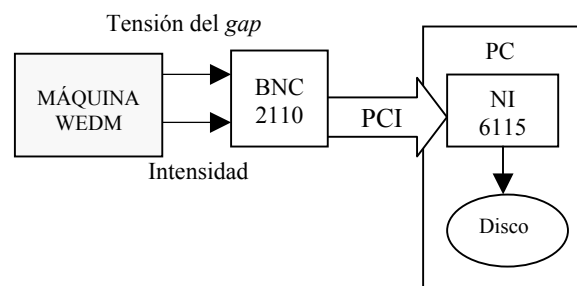 Tensión del gap
MÁQUINA
WEDM
Intensidad
BNC
2110
PCI
PC
NI
6115
Disco